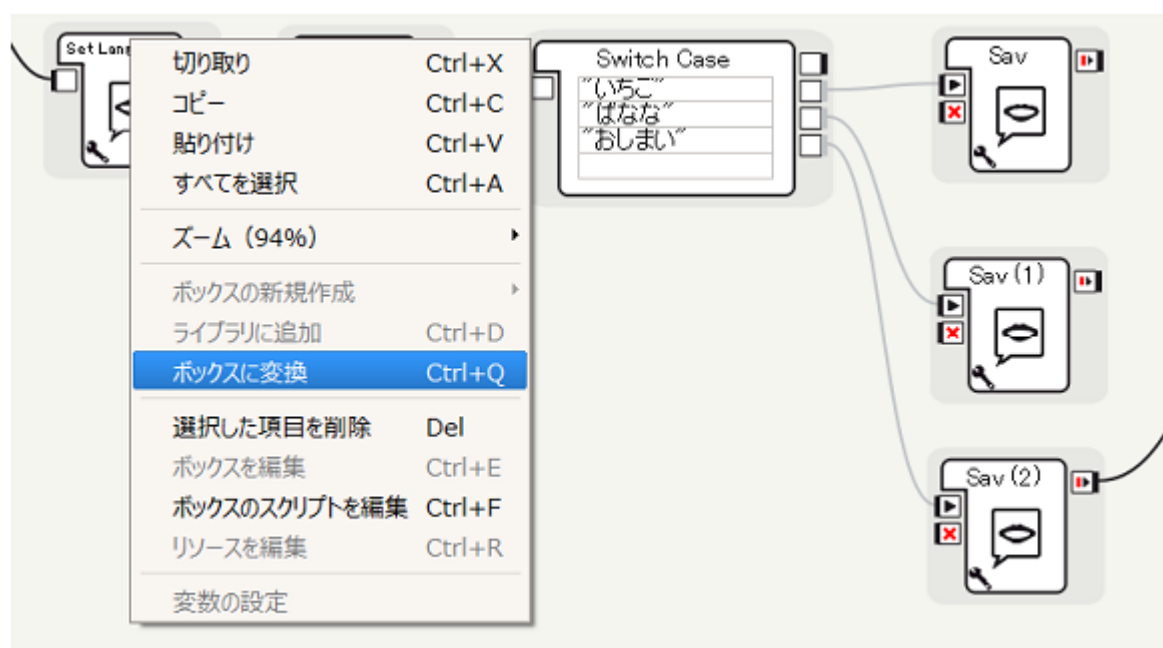 Set Lan
切り取り Ctrl+X
コピー Ctrl+C
貼り付け Ctrl+V
すべてを選択 Ctrl+A
ズーム（94%）
ボックスの新規作成
ライブラリに追加 Ctrl+D
ボックスに変換 Ctrl+Q
選択した項目を削除 Del
ボックスを編集 Ctrl+E
ボックスのスクリプトを編集 Ctrl+F
リソースを編集 Ctrl+R
変数の設定
Switch Case
"いちご"
"ばなな"
"おしまい"
Say
Say (1)
Say (2)